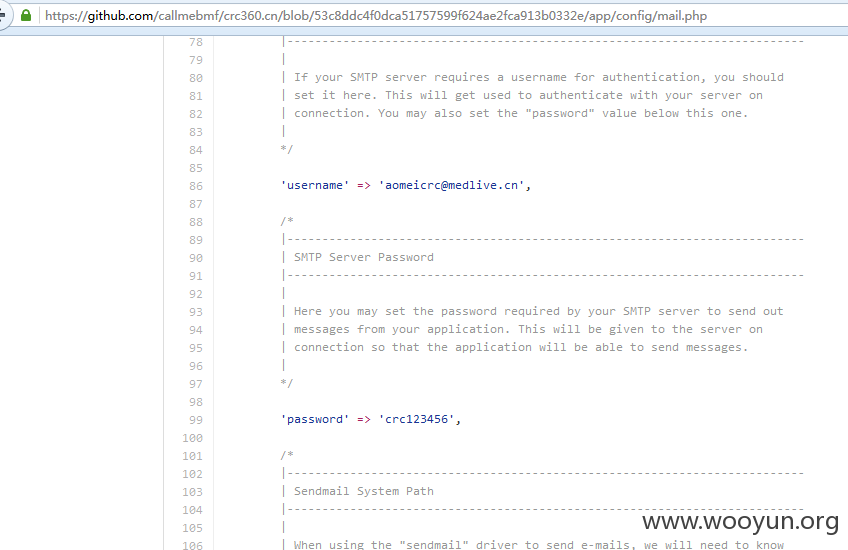 https://github.com/callmebmf/crc360.cn/blob/53c8ddc4f0dca51757599f624ae2fca913b0332e/app/config/mail.php
78 |--------------------------------------------------------------------------
79 |
80 | If your SMTP server requires a username for authentication, you should
81 | set it here. This will get used to authenticate with your server on
82 | connection. You may also set the "password" value below this one.
83 |
84 */
85
86 'username' => 'aomeicrc@medlive.cn',
87
88 /*
89 |--------------------------------------------------------------------------
90 | SMTP Server Password
91 |--------------------------------------------------------------------------
92 |
93 | Here you may set the password required by your SMTP server to send out
94 | messages from your application. This will be given to the server on
95 | connection so that the application will be able to send messages.
96 |
97 */
98
99 'password' => 'crc123456',
100
101 /*
102 |--------------------------------------------------------------------------
103 | Sendmail System Path
104 |--------------------------------------------------------------------------
105 |
106 | When using the "sendmail" driver to send e-mails, we will need to know
www.wooyun.org